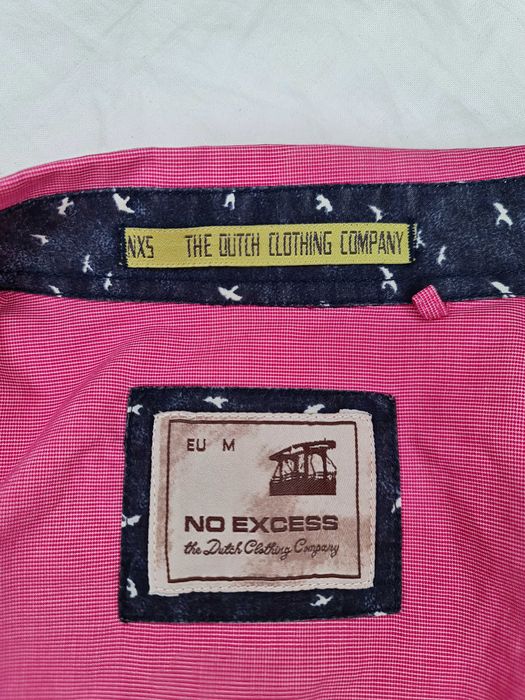 NXS THE DUTCH CLOTHING COMPANY
EU M
NO EXCESS
the Dutch Clothing Company